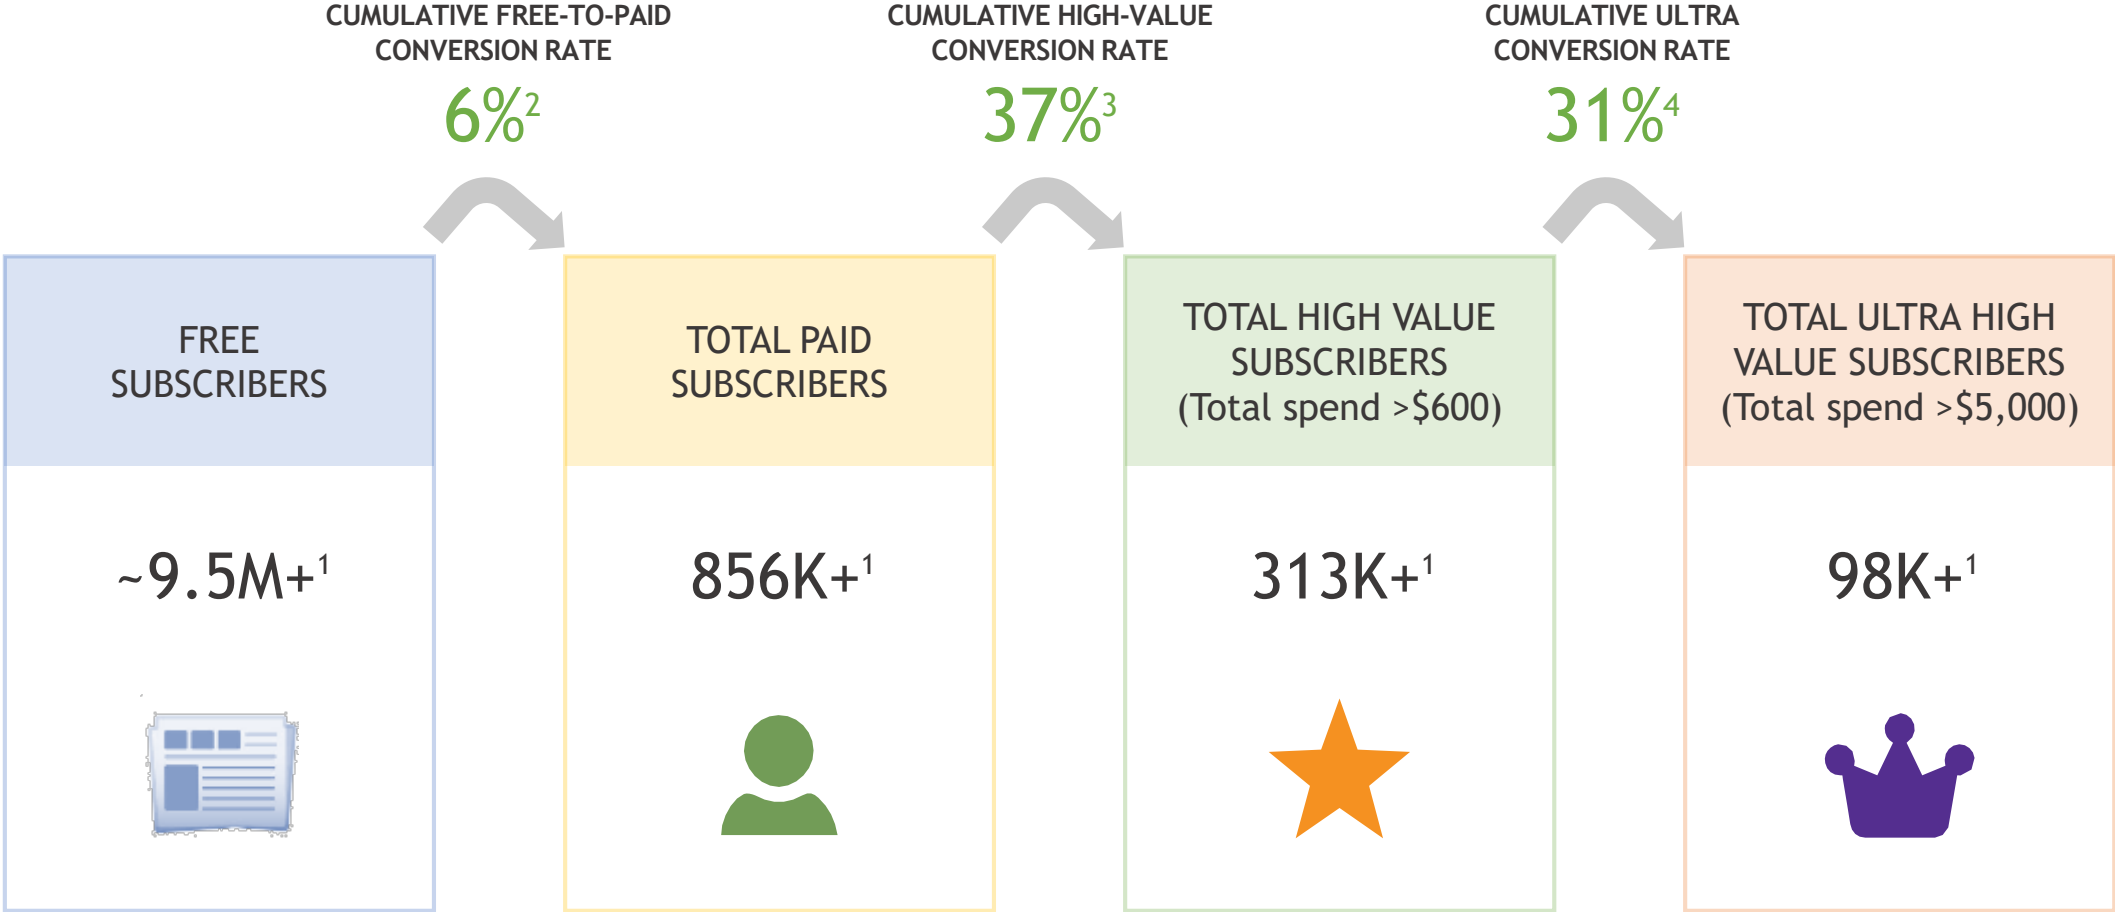 CUMULATIVE FREE-TO-PAID
CONVERSION RATE
6%2
CUMULATIVE HIGH-VALUE
CONVERSION RATE
37%3
CUMULATIVE ULTRA
CONVERSION RATE
31%4
FREE
SUBSCRIBERS
~9.5M+1
TOTAL PAID
SUBSCRIBERS
856K+1
TOTAL HIGH VALUE
SUBSCRIBERS
(Total spend >$600)
313K+1
TOTAL ULTRA HIGH
VALUE SUBSCRIBERS
(Total spend >$5,000)
98K+1